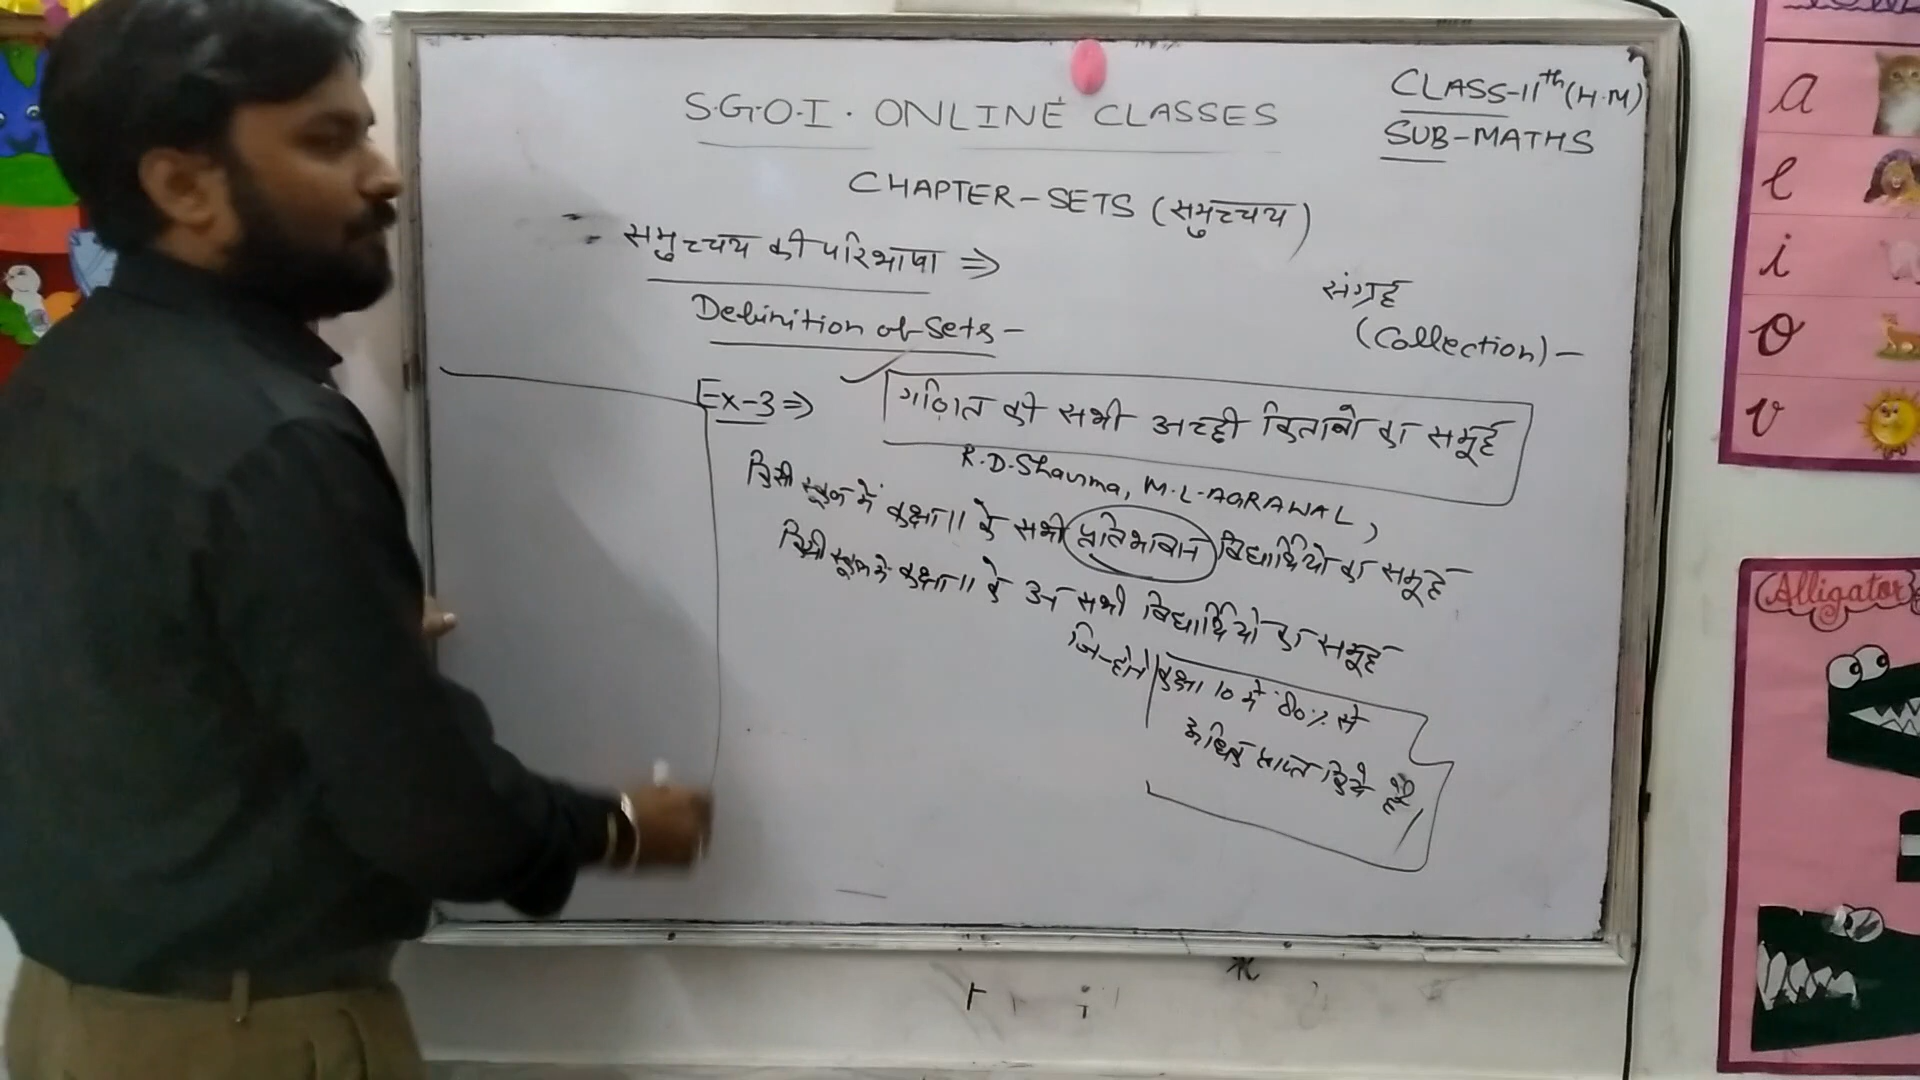 S.G.O.I. ONLINE CLASSES
CLASS-11th (H.M)
SUB-MATHS
CHAPTER-SETS (समुच्चय)
समुच्चय की परिभाषा ⇒
Definition of Sets -
संग्रह
(Collection) -
Ex-3 ⇒ गणित की सभी अच्छी किताबो का समूह
R.D.Sharma, M.L-AGRAWAL,
किसी स्कूल में कक्षा 11 के सभी प्रतिभावान विद्यार्थियो का समूह
किसी स्कूल मे कक्षा 11 के उन सभी विद्यार्थियो का समूह
जिन्होने कक्षा 10 मे 80% से
अधिक प्राप्त किये है
a
e
i
o
v
Alligator
r i